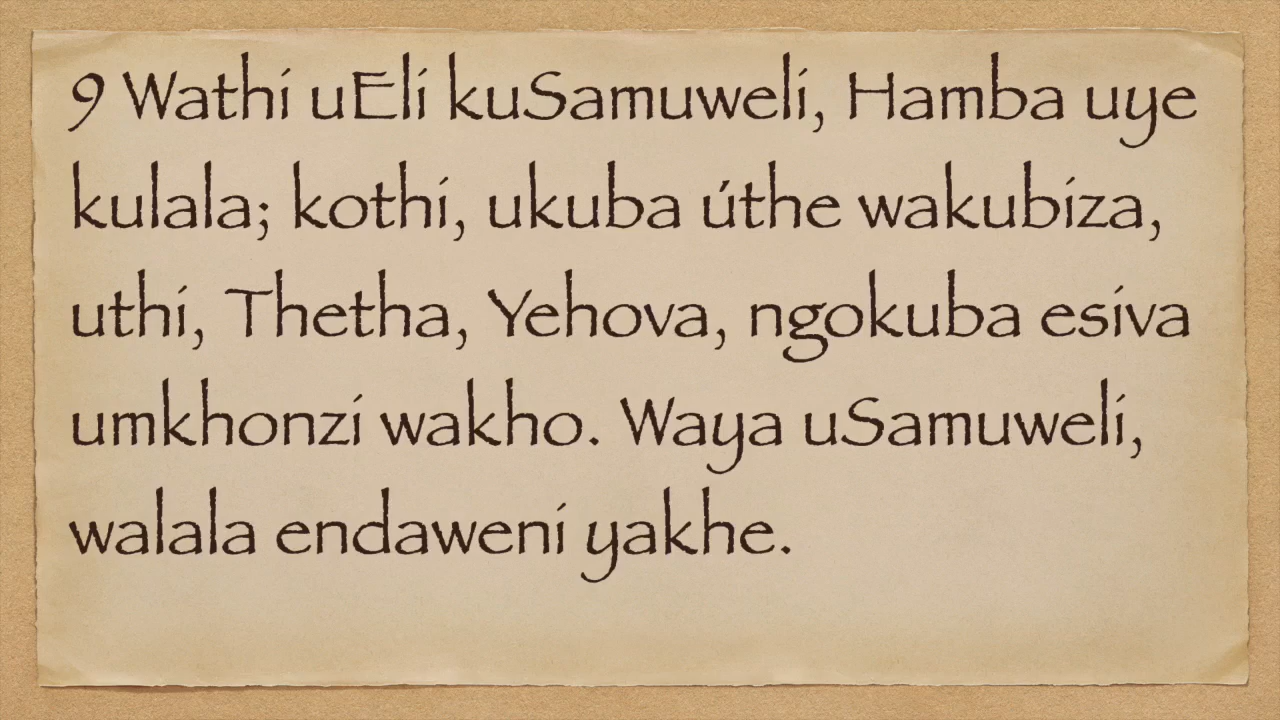 9 Wathi uEli kuSamuweli, Hamba uye
kulala; kothi, ukuba úthe wakubiza,
uthi, Thetha, Yehova, ngokuba esiva
umkhonzi wakho. Waya uSamuweli,
walala endaweni yakhe.